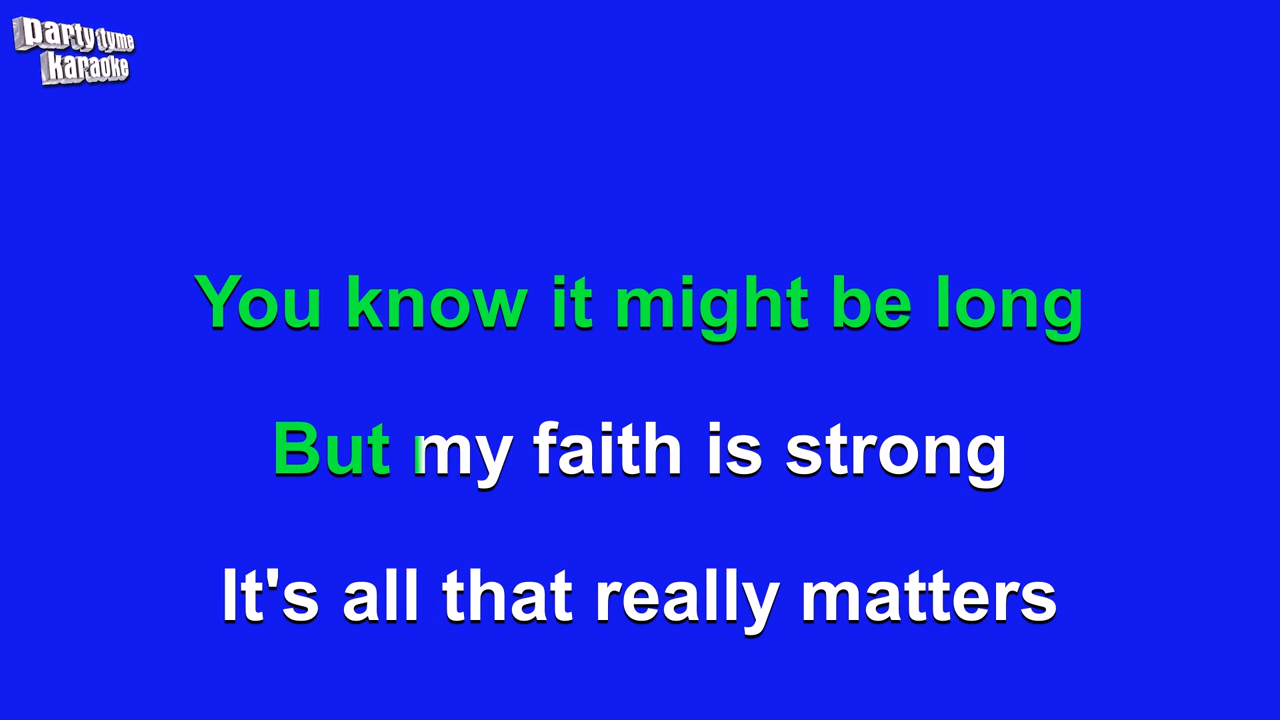 party tyme
karaoke
You know it might be long
But my faith is strong
It's all that really matters